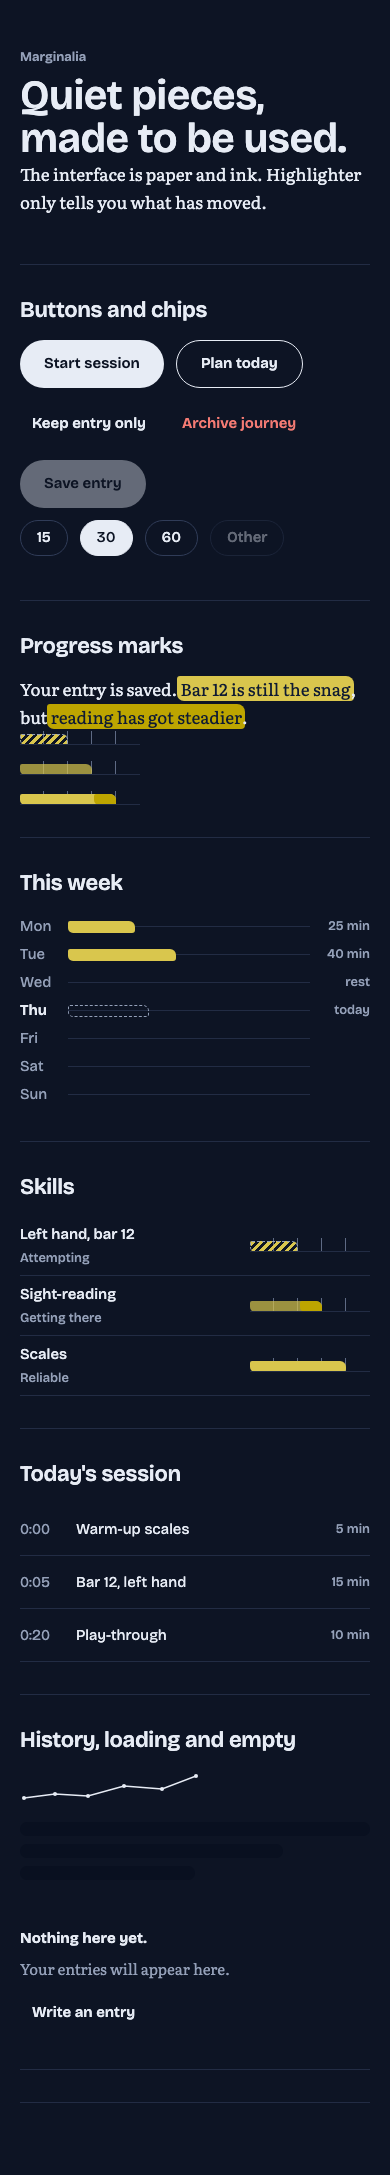 Marginalia
Quiet pieces,
made to be used.
The interface is paper and ink. Highlighter
only tells you what has moved.
Buttons and chips
Start session
Plan today
Keep entry only
Archive journey
Save entry
15
30
60
Other
Progress marks
Your entry is saved. Bar 12 is still the snag,
but reading has got steadier.
This week
Mon 25 min
Tue 40 min
Wed rest
Thu today
Fri
Sat
Sun
Skills
Left hand, bar 12
Attempting
Sight-reading
Getting there
Scales
Reliable
Today's session
0:00 Warm-up scales 5 min
0:05 Bar 12, left hand 15 min
0:20 Play-through 10 min
History, loading and empty
Nothing here yet.
Your entries will appear here.
Write an entry